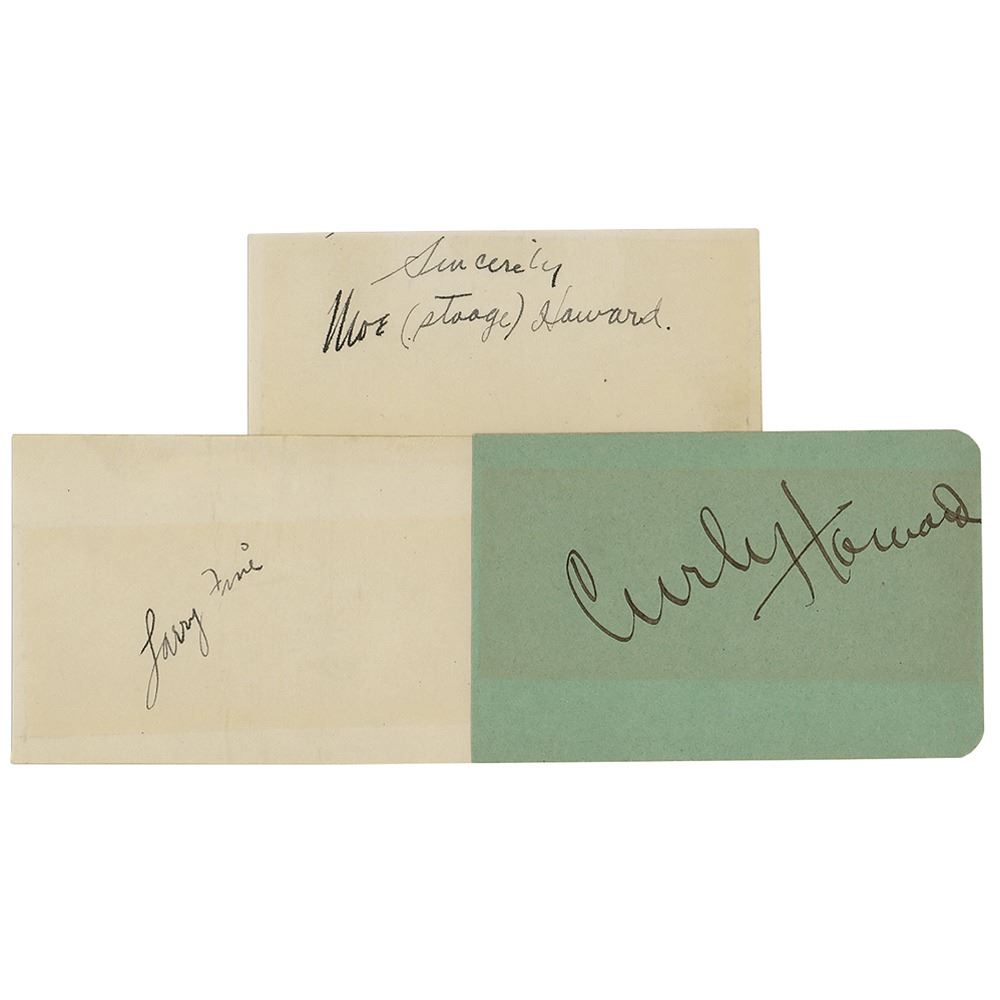 Sincerely
Moe (stooge) Howard.
Larry Fine
Curly Howard